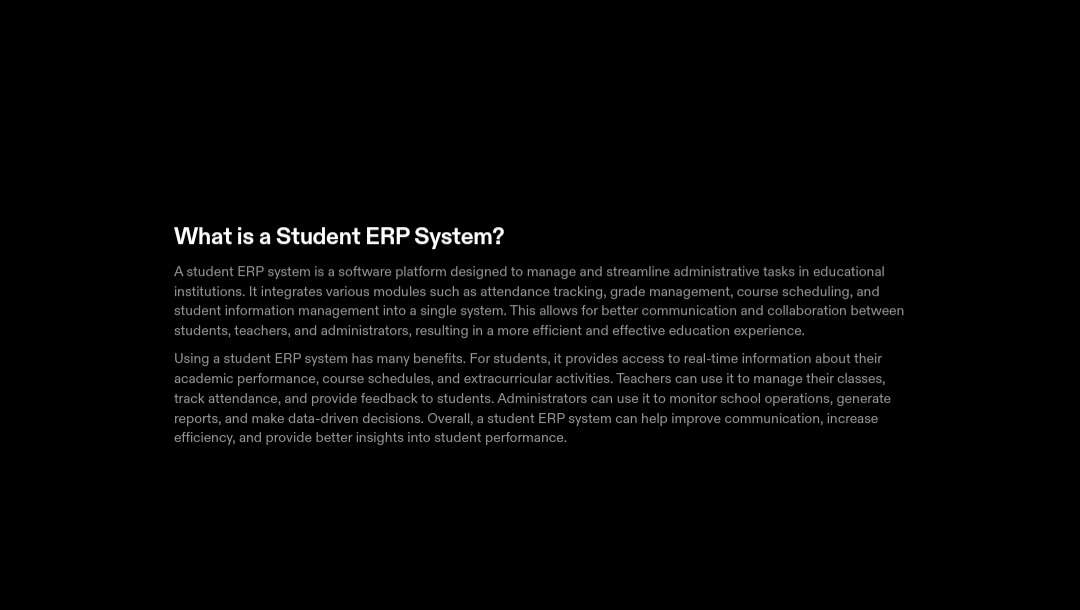 What is a Student ERP System?
A student ERP system is a software platform designed to manage and streamline administrative tasks in educational
institutions. It integrates various modules such as attendance tracking, grade management, course scheduling, and
student information management into a single system. This allows for better communication and collaboration between
students, teachers, and administrators, resulting in a more efficient and effective education experience.
Using a student ERP system has many benefits. For students, it provides access to real-time information about their
academic performance, course schedules, and extracurricular activities. Teachers can use it to manage their classes,
track attendance, and provide feedback to students. Administrators can use it to monitor school operations, generate
reports, and make data-driven decisions. Overall, a student ERP system can help improve communication, increase
efficiency, and provide better insights into student performance.